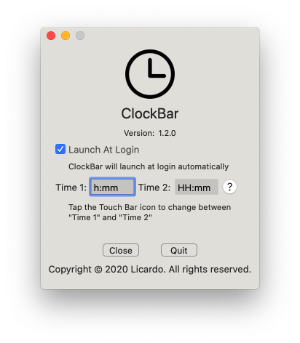 ClockBar
Version: 1.2.0
Launch At Login
ClockBar will launch at login automatically
Time 1: h:mm Time 2: HH:mm ?
Tap the Touch Bar icon to change between
"Time 1" and "Time 2"
Close Quit
Copyright © 2020 Licardo. All rights reserved.